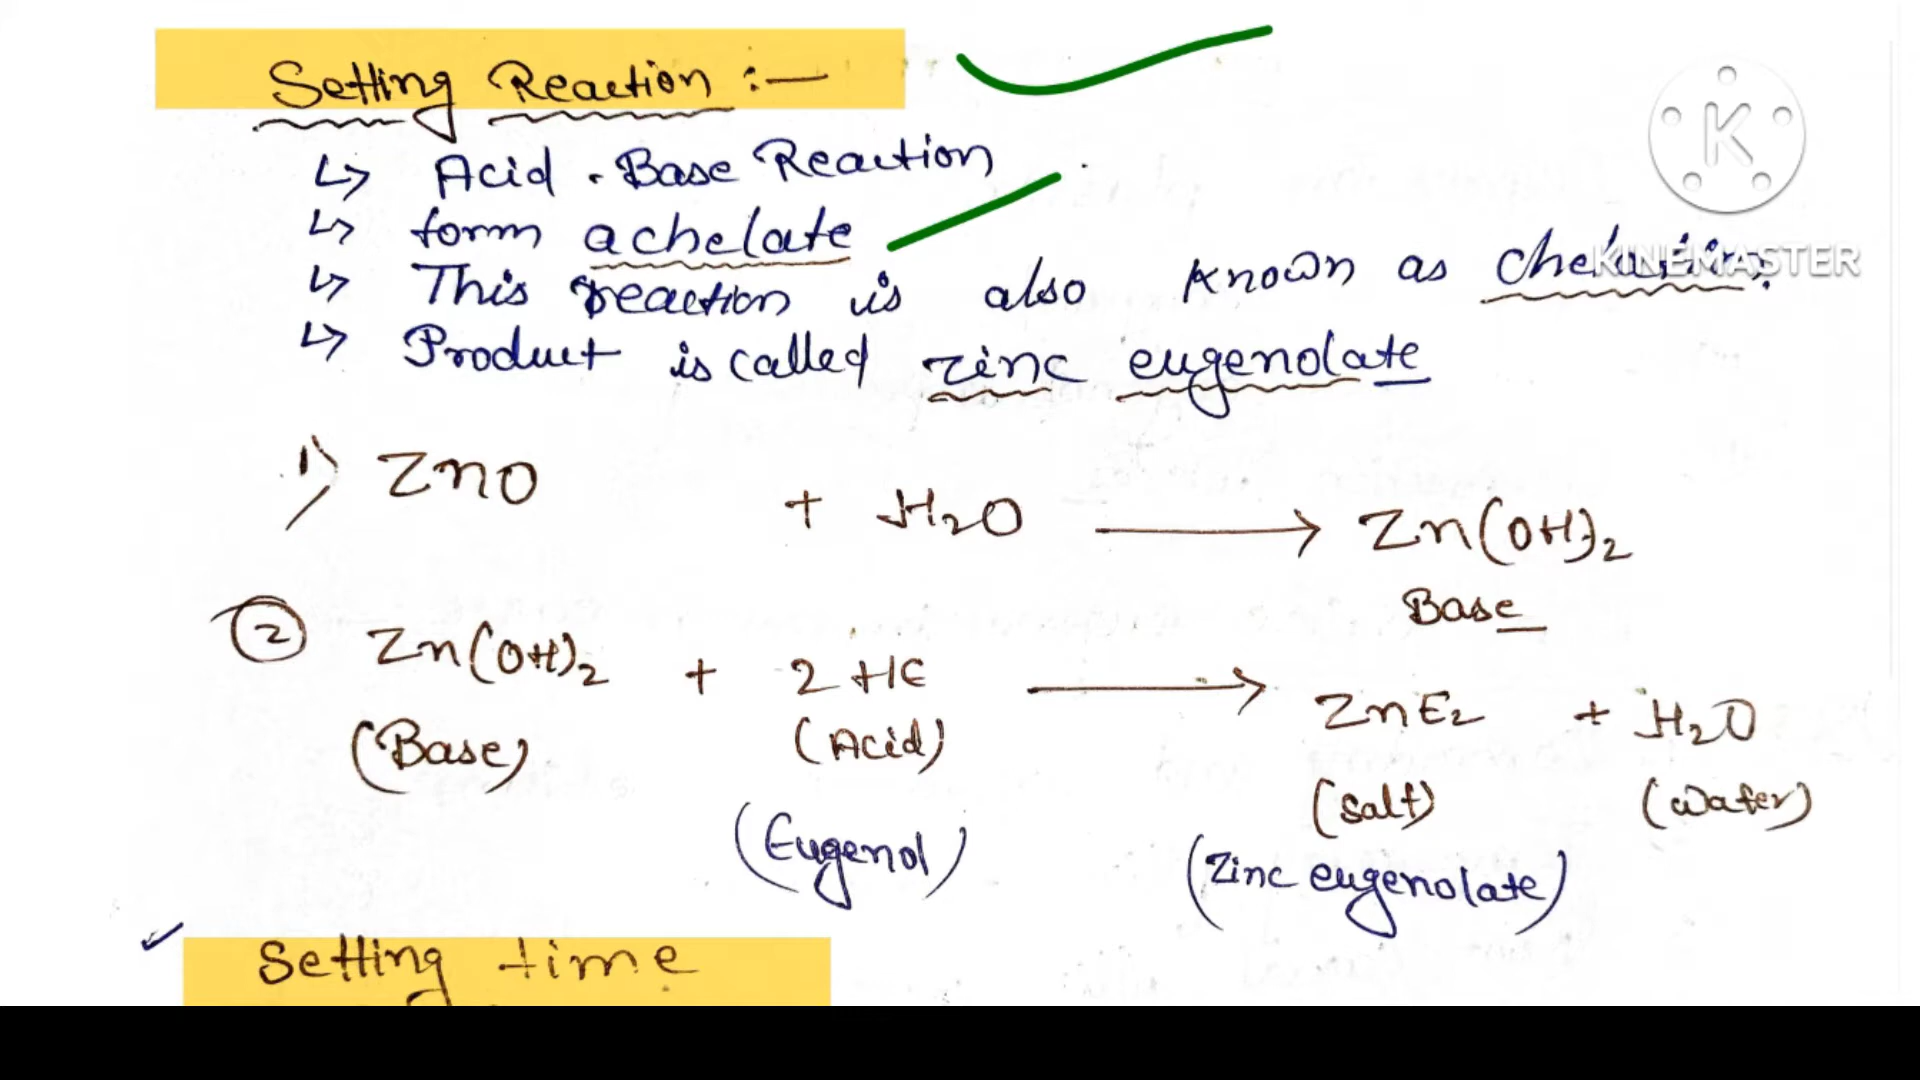 Setting Reaction :-
↳ Acid - Base Reaction
↳ form a chelate
↳ This reaction is also known as
KINEMASTER
↳ Product is called zinc eugenolate
1) ZnO + H₂O ⟶ Zn(OH)₂
Base
② Zn(OH)₂ + 2 HE ⟶ ZnE₂ + H₂O
(Base) (Acid) (Salt) (Water)
(Eugenol) (Zinc eugenolate)
Setting time